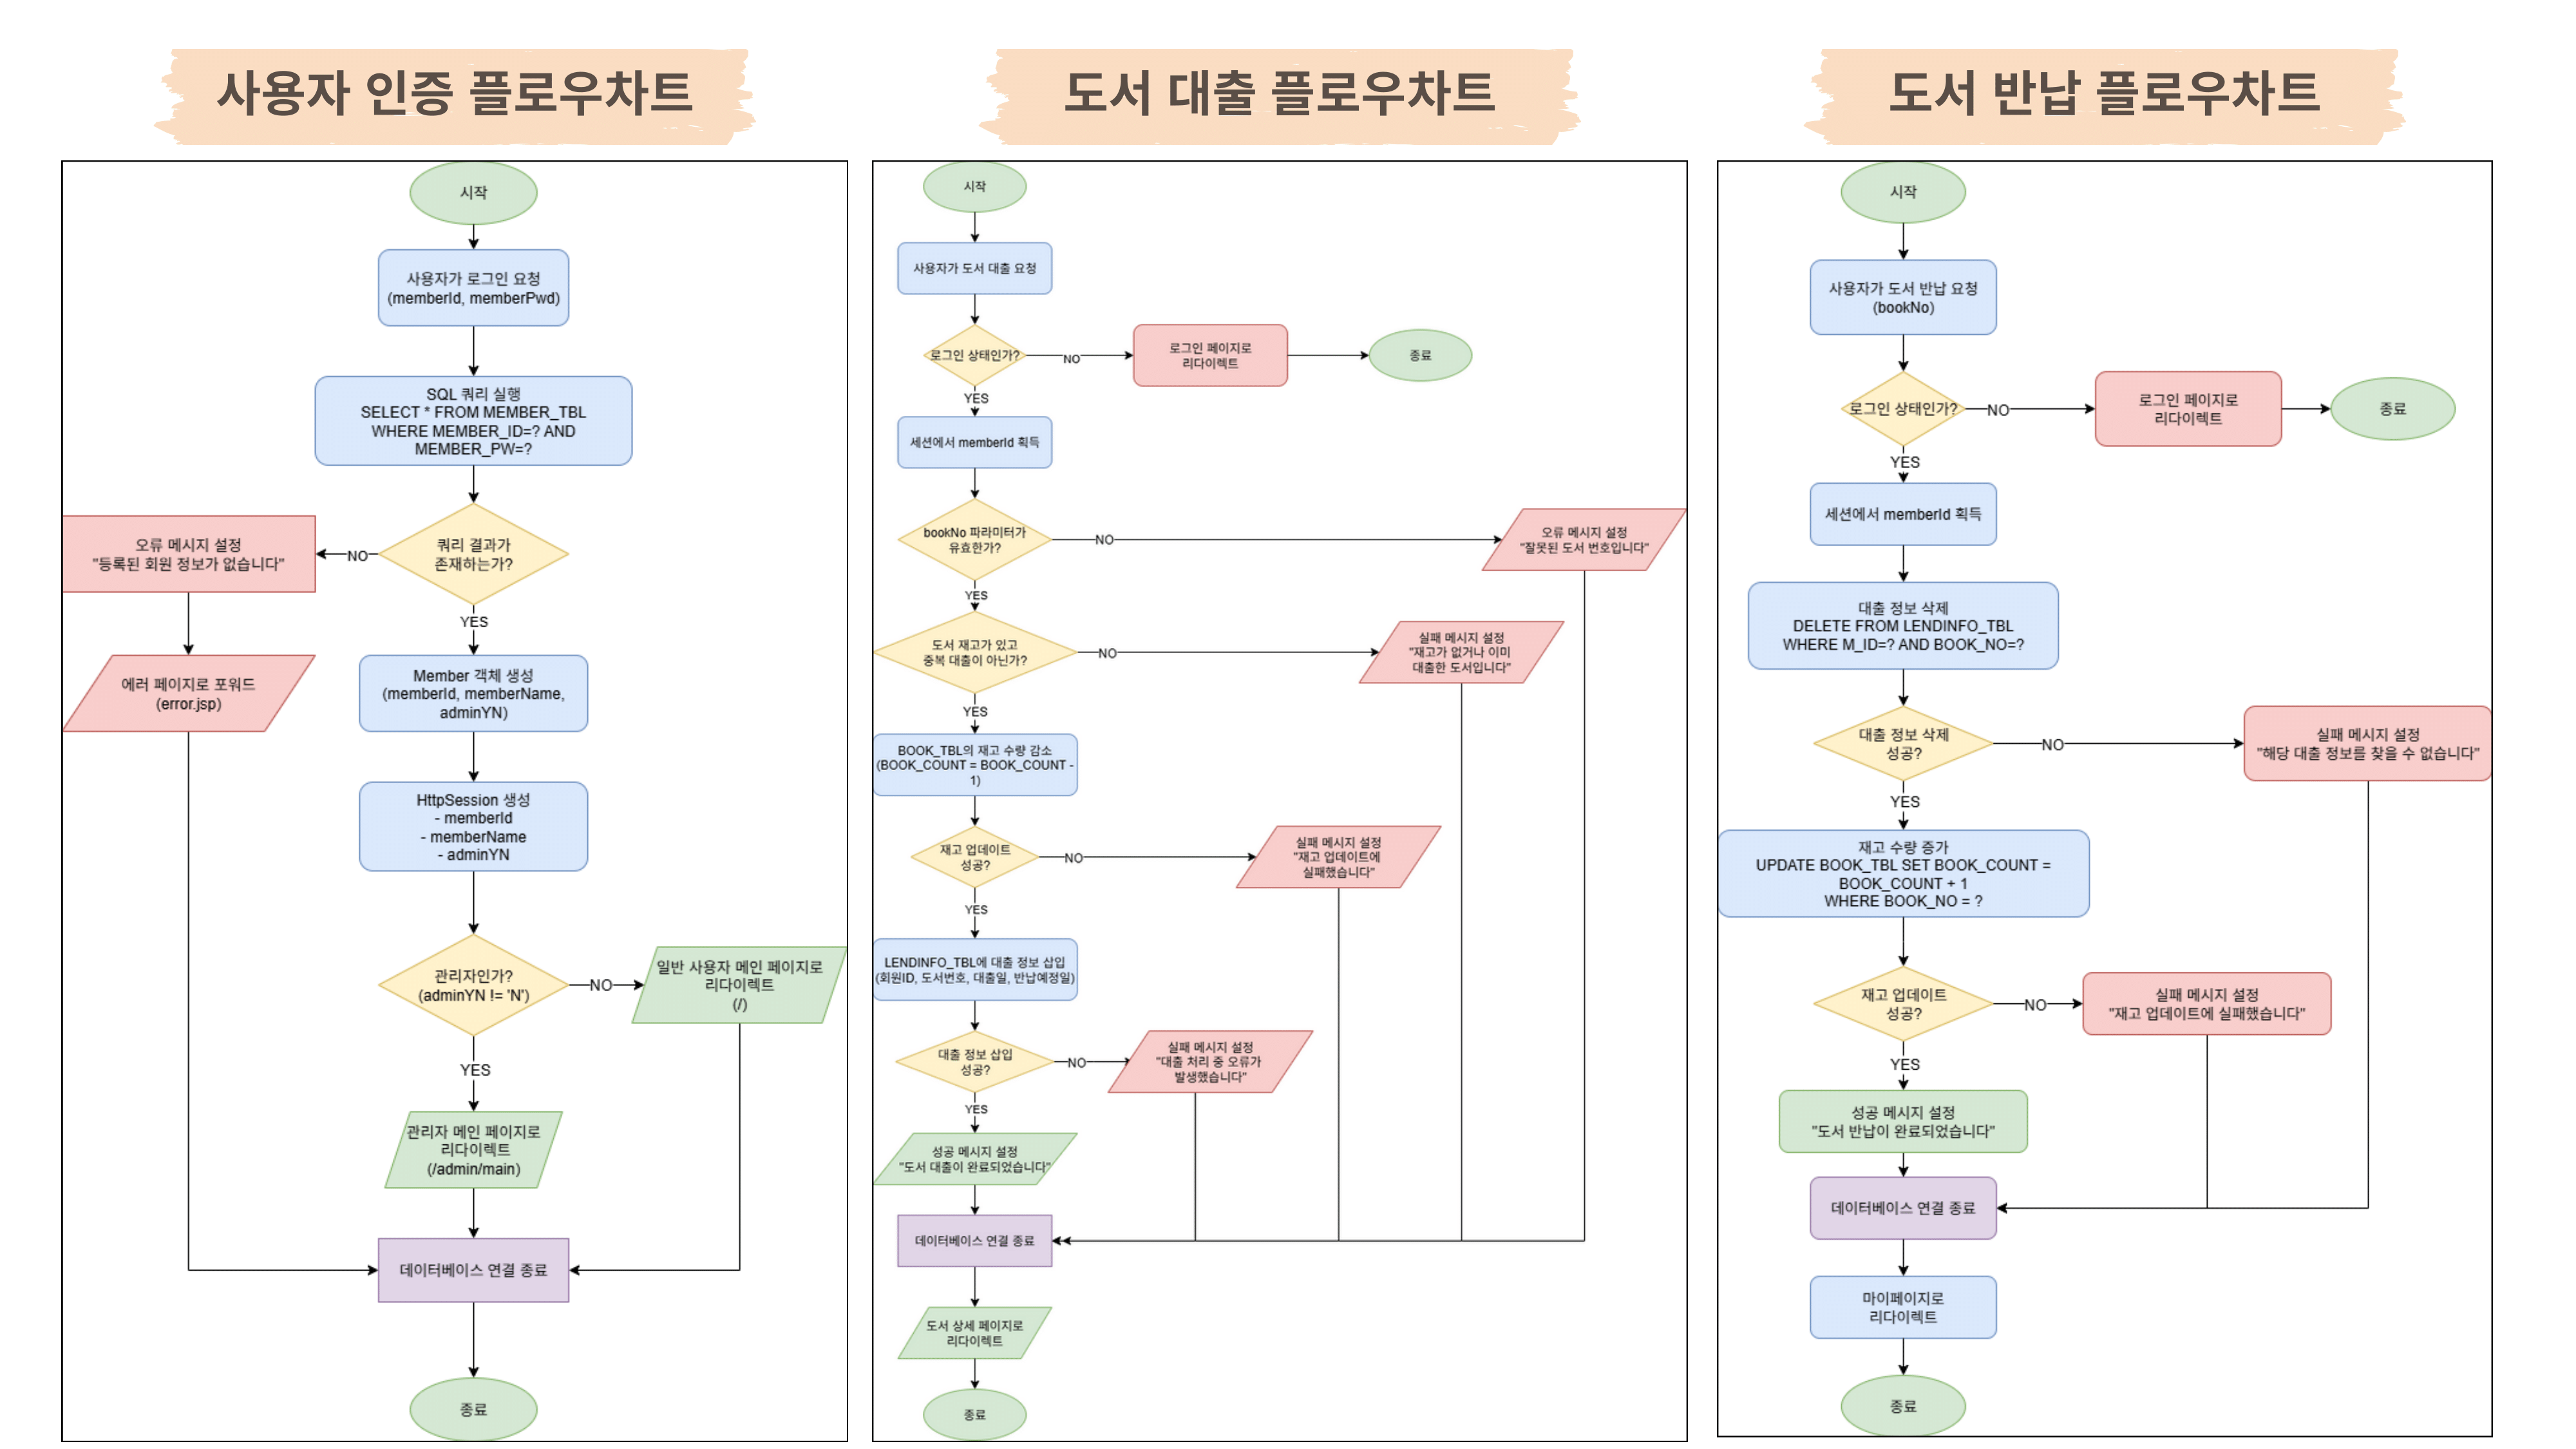 사용자 인증 플로우차트
시작
사용자가 로그인 요청
(memberId, memberPwd)
SQL 쿼리 실행
SELECT * FROM MEMBER_TBL
WHERE MEMBER_ID=? AND
MEMBER_PW=?
쿼리 결과가
존재하는가?
NO
오류 메시지 설정
"등록된 회원 정보가 없습니다"
에러 페이지로 포워드
(error.jsp)
YES
Member 객체 생성
(memberId, memberName,
adminYN)
HttpSession 생성
- memberId
- memberName
- adminYN
관리자인가?
(adminYN != 'N')
NO
일반 사용자 메인 페이지로
리다이렉트
(/)
YES
관리자 메인 페이지로
리다이렉트
(/admin/main)
데이터베이스 연결 종료
종료
도서 대출 플로우차트
시작
사용자가 도서 대출 요청
로그인 상태인가?
NO
로그인 페이지로
리다이렉트
종료
YES
세션에서 memberId 획득
bookNo 파라미터가
유효한가?
NO
오류 메시지 설정
"잘못된 도서 번호입니다"
YES
도서 재고가 있고
중복 대출이 아닌가?
NO
실패 메시지 설정
"재고가 없거나 이미
대출한 도서입니다"
YES
BOOK_TBL의 재고 수량 감소
(BOOK_COUNT = BOOK_COUNT -
1)
재고 업데이트
성공?
NO
실패 메시지 설정
"재고 업데이트에
실패했습니다"
YES
LENDINFO_TBL에 대출 정보 삽입
(회원ID, 도서번호, 대출일, 반납예정일)
대출 정보 삽입
성공?
NO
실패 메시지 설정
"대출 처리 중 오류가
발생했습니다"
YES
성공 메시지 설정
"도서 대출이 완료되었습니다"
데이터베이스 연결 종료
도서 상세 페이지로
리다이렉트
종료
도서 반납 플로우차트
시작
사용자가 도서 반납 요청
(bookNo)
로그인 상태인가?
NO
로그인 페이지로
리다이렉트
종료
YES
세션에서 memberId 획득
대출 정보 삭제
DELETE FROM LENDINFO_TBL
WHERE M_ID=? AND BOOK_NO=?
대출 정보 삭제
성공?
NO
실패 메시지 설정
"해당 대출 정보를 찾을 수 없습니다"
YES
재고 수량 증가
UPDATE BOOK_TBL SET BOOK_COUNT =
BOOK_COUNT + 1
WHERE BOOK_NO = ?
재고 업데이트
성공?
NO
실패 메시지 설정
"재고 업데이트에 실패했습니다"
YES
성공 메시지 설정
"도서 반납이 완료되었습니다"
데이터베이스 연결 종료
마이페이지로
리다이렉트
종료